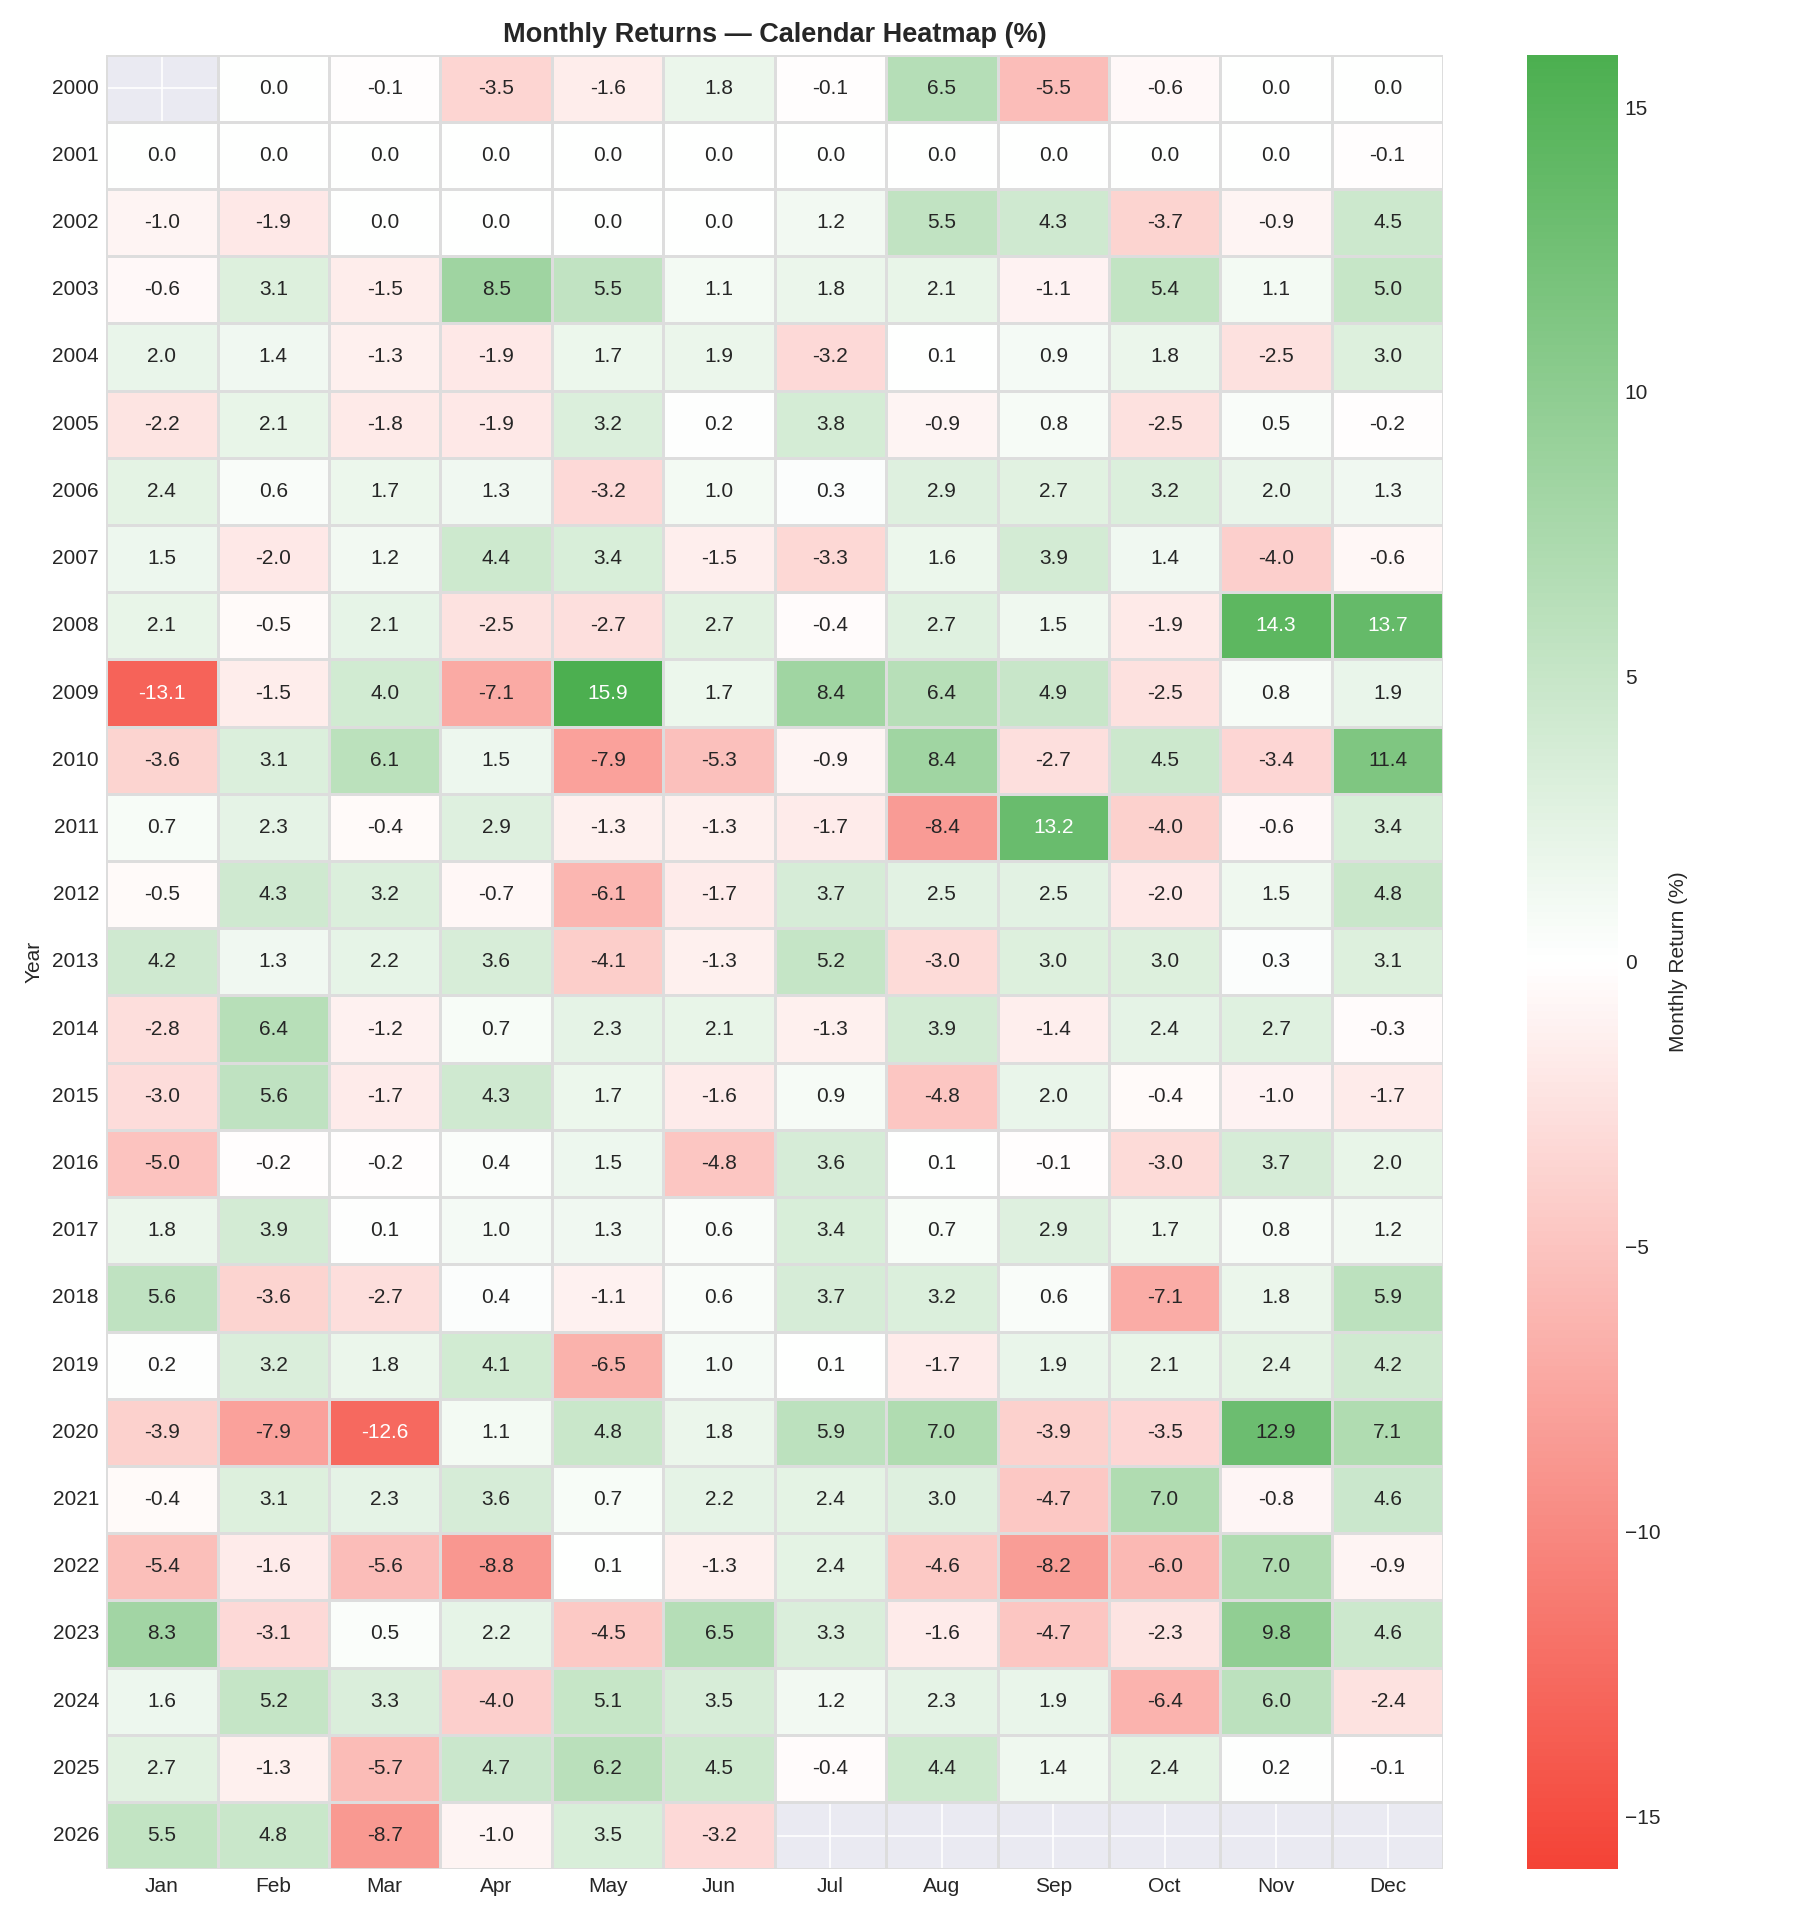 Monthly Returns — Calendar Heatmap (%)
2000 0.0 -0.1 -3.5 -1.6 1.8 -0.1 6.5 -5.5 -0.6 0.0 0.0
2001 0.0 0.0 0.0 0.0 0.0 0.0 0.0 0.0 0.0 0.0 0.0 -0.1
2002 -1.0 -1.9 0.0 0.0 0.0 0.0 1.2 5.5 4.3 -3.7 -0.9 4.5
2003 -0.6 3.1 -1.5 8.5 5.5 1.1 1.8 2.1 -1.1 5.4 1.1 5.0
2004 2.0 1.4 -1.3 -1.9 1.7 1.9 -3.2 0.1 0.9 1.8 -2.5 3.0
2005 -2.2 2.1 -1.8 -1.9 3.2 0.2 3.8 -0.9 0.8 -2.5 0.5 -0.2
2006 2.4 0.6 1.7 1.3 -3.2 1.0 0.3 2.9 2.7 3.2 2.0 1.3
2007 1.5 -2.0 1.2 4.4 3.4 -1.5 -3.3 1.6 3.9 1.4 -4.0 -0.6
2008 2.1 -0.5 2.1 -2.5 -2.7 2.7 -0.4 2.7 1.5 -1.9 14.3 13.7
2009 -13.1 -1.5 4.0 -7.1 15.9 1.7 8.4 6.4 4.9 -2.5 0.8 1.9
2010 -3.6 3.1 6.1 1.5 -7.9 -5.3 -0.9 8.4 -2.7 4.5 -3.4 11.4
2011 0.7 2.3 -0.4 2.9 -1.3 -1.3 -1.7 -8.4 13.2 -4.0 -0.6 3.4
2012 -0.5 4.3 3.2 -0.7 -6.1 -1.7 3.7 2.5 2.5 -2.0 1.5 4.8
2013 4.2 1.3 2.2 3.6 -4.1 -1.3 5.2 -3.0 3.0 3.0 0.3 3.1
2014 -2.8 6.4 -1.2 0.7 2.3 2.1 -1.3 3.9 -1.4 2.4 2.7 -0.3
2015 -3.0 5.6 -1.7 4.3 1.7 -1.6 0.9 -4.8 2.0 -0.4 -1.0 -1.7
2016 -5.0 -0.2 -0.2 0.4 1.5 -4.8 3.6 0.1 -0.1 -3.0 3.7 2.0
2017 1.8 3.9 0.1 1.0 1.3 0.6 3.4 0.7 2.9 1.7 0.8 1.2
2018 5.6 -3.6 -2.7 0.4 -1.1 0.6 3.7 3.2 0.6 -7.1 1.8 5.9
2019 0.2 3.2 1.8 4.1 -6.5 1.0 0.1 -1.7 1.9 2.1 2.4 4.2
2020 -3.9 -7.9 -12.6 1.1 4.8 1.8 5.9 7.0 -3.9 -3.5 12.9 7.1
2021 -0.4 3.1 2.3 3.6 0.7 2.2 2.4 3.0 -4.7 7.0 -0.8 4.6
2022 -5.4 -1.6 -5.6 -8.8 0.1 -1.3 2.4 -4.6 -8.2 -6.0 7.0 -0.9
2023 8.3 -3.1 0.5 2.2 -4.5 6.5 3.3 -1.6 -4.7 -2.3 9.8 4.6
2024 1.6 5.2 3.3 -4.0 5.1 3.5 1.2 2.3 1.9 -6.4 6.0 -2.4
2025 2.7 -1.3 -5.7 4.7 6.2 4.5 -0.4 4.4 1.4 2.4 0.2 -0.1
2026 5.5 4.8 -8.7 -1.0 3.5 -3.2
Jan Feb Mar Apr May Jun Jul Aug Sep Oct Nov Dec
Year
15
10
5
0
−5
−10
−15
Monthly Return (%)